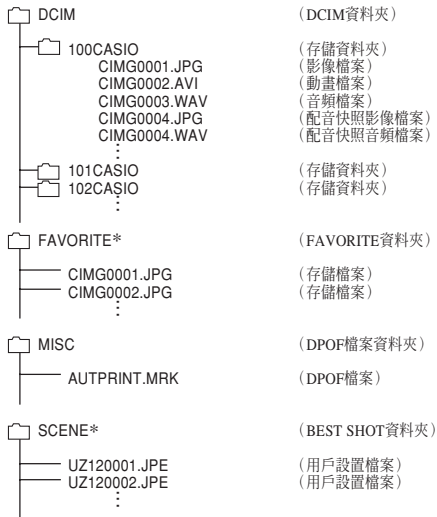 DCIM （DCIM資料夾）
100CASIO （存儲資料夾）
CIMG0001.JPG （影像檔案）
CIMG0002.AVI （動畫檔案）
CIMG0003.WAV （音頻檔案）
CIMG0004.JPG （配音快照影像檔案）
CIMG0004.WAV （配音快照音頻檔案）
101CASIO （存儲資料夾）
102CASIO （存儲資料夾）
FAVORITE* （FAVORITE資料夾）
CIMG0001.JPG （存儲檔案）
CIMG0002.JPG （存儲檔案）
MISC （DPOF檔案資料夾）
AUTPRINT.MRK （DPOF檔案）
SCENE* （BEST SHOT資料夾）
UZ120001.JPE （用戶設置檔案）
UZ120002.JPE （用戶設置檔案）